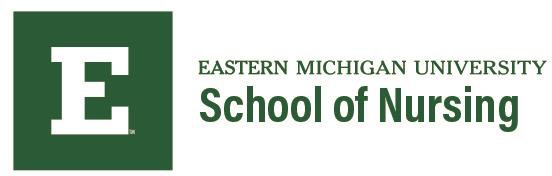 E
EASTERN MICHIGAN UNIVERSITY
School of Nursing